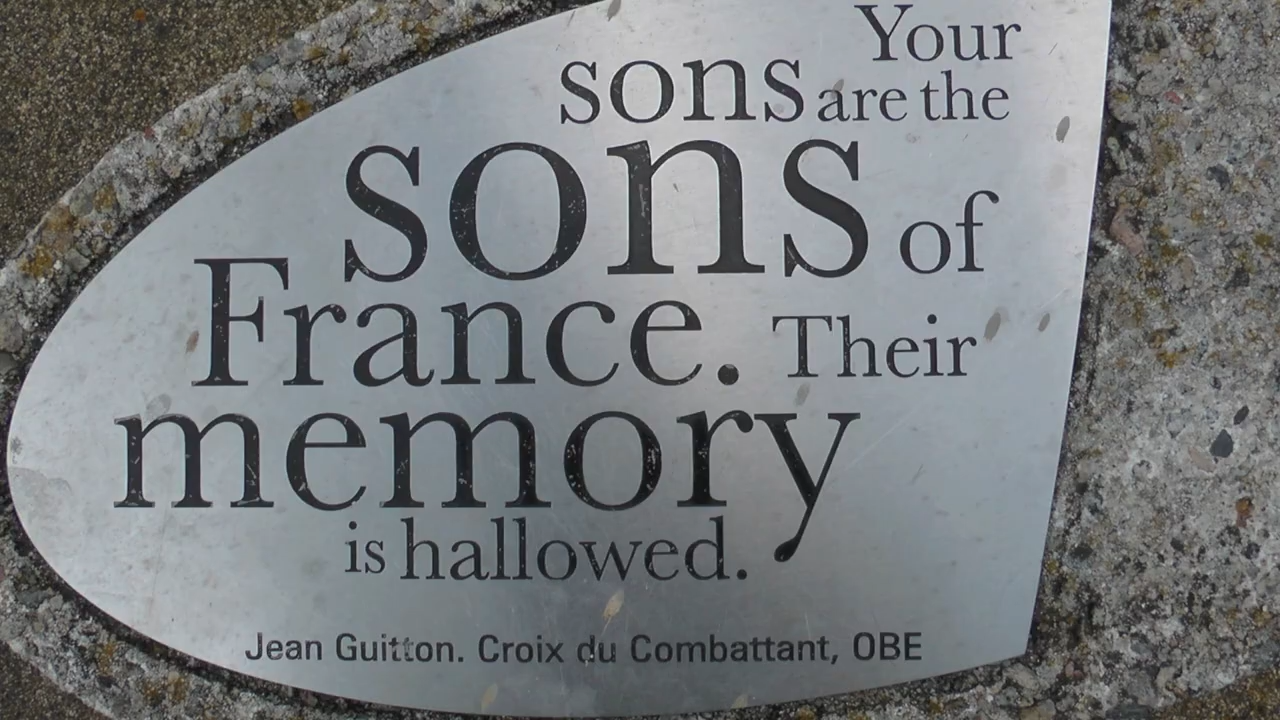 Your
sons are the
sons of
France. Their
memory
is hallowed.
Jean Guitton. Croix du Combattant, OBE